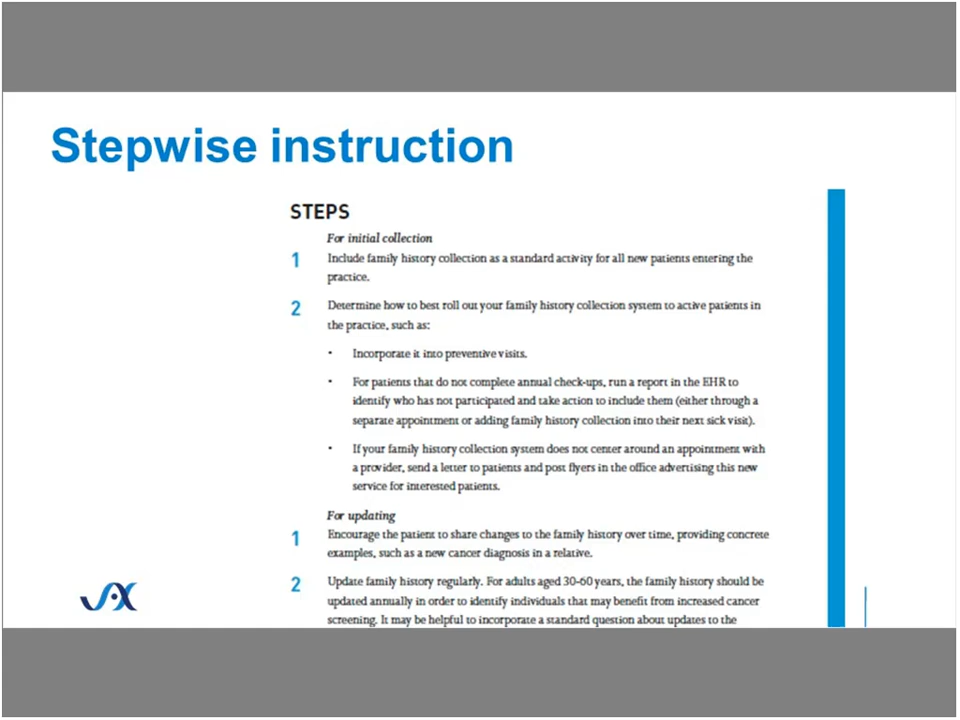 Stepwise instruction
STEPS
For initial collection
1 Include family history collection as a standard activity for all new patients entering the
practice.
2 Determine how to best roll out your family history collection system to active patients in
the practice, such as:
• Incorporate it into preventive visits.
• For patients that do not complete annual check-ups, run a report in the EHR to
identify who has not participated and take action to include them (either through a
separate appointment or adding family history collection into their next sick visit).
• If your family history collection system does not center around an appointment with
a provider, send a letter to patients and post flyers in the office advertising this new
service for interested patients.
For updating
1 Encourage the patient to share changes to the family history over time, providing concrete
examples, such as a new cancer diagnosis in a relative.
2 Update family history regularly. For adults aged 30-60 years, the family history should be
updated annually in order to identify individuals that may benefit from increased cancer
screening. It may be helpful to incorporate a standard question about updates to the
JAX